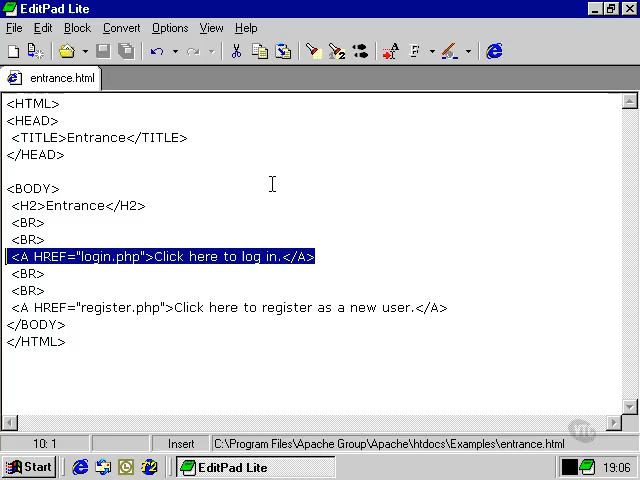 EditPad Lite
File Edit Block Convert Options View Help
entrance.html
<HTML>
<HEAD>
<TITLE>Entrance</TITLE>
</HEAD>
<BODY>
<H2>Entrance</H2>
<BR>
<BR>
<A HREF="login.php">Click here to log in.</A>
<BR>
<BR>
<A HREF="register.php">Click here to register as a new user.</A>
</BODY>
</HTML>
10: 1 Insert C:\Program Files\Apache Group\Apache\htdocs\Examples\entrance.html
Start EditPad Lite 19:06